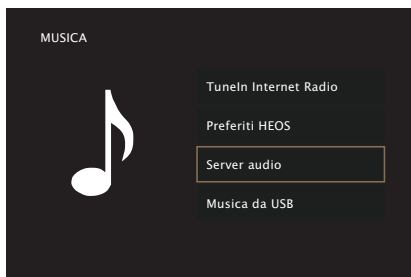 MUSICA
TuneIn Internet Radio
Preferiti HEOS
Server audio
Musica da USB